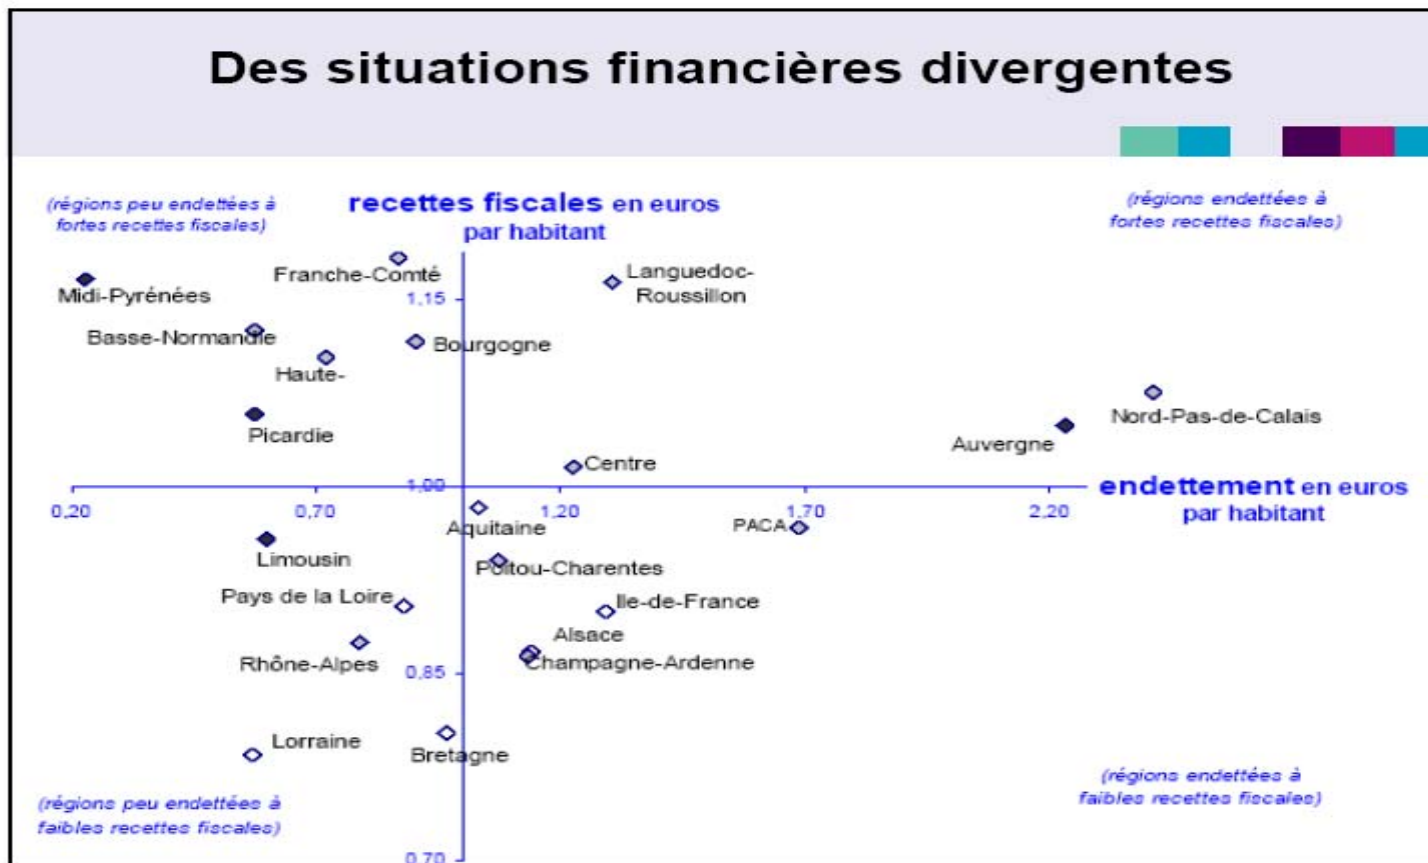 Des situations financières divergentes
(régions peu endettées à
fortes recettes fiscales)
recettes fiscales en euros
par habitant
(régions endettées à
fortes recettes fiscales)
Franche-Comté
Languedoc-
Roussillon
Midi-Pyrénées
1,15
Basse-Normandie
Bourgogne
Haute-
Picardie
Nord-Pas-de-Calais
Auvergne
Centre
1,00
endettement en euros
par habitant
0,20
0,70
1,20
1,70
2,20
Aquitaine
PACA
Limousin
Poitou-Charentes
Pays de la Loire
Ile-de-France
Alsace
Rhône-Alpes
Champagne-Ardenne
0,85
Lorraine
Bretagne
(régions endettées à
faibles recettes fiscales)
(régions peu endettées à
faibles recettes fiscales)
0,70